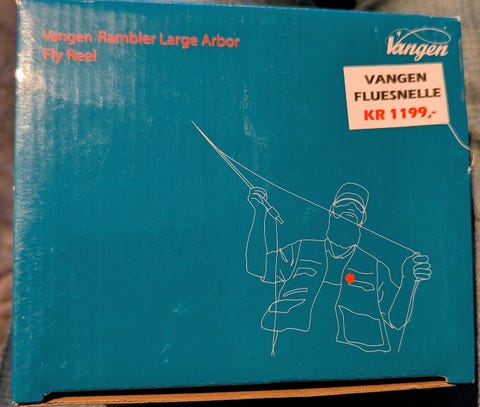 Vangen Rambler Large Arbor
Fly Reel
Vangen
VANGEN
FLUESNELLE
KR 1199,-